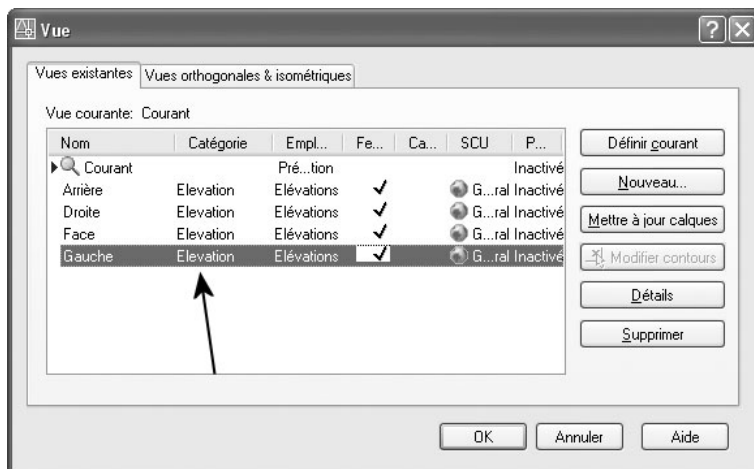 Vue
Vues existantes Vues orthogonales & isométriques
Vue courante: Courant
Nom Catégorie Empl... Fe... Ca... SCU P...
Courant Pré...tion Inactivé
Arrière Elevation Elévations G...ral Inactivé
Droite Elevation Elévations G...ral Inactivé
Face Elevation Elévations G...ral Inactivé
Gauche Elevation Elévations G...ral Inactivé
Définir courant
Nouveau...
Mettre à jour calques
Modifier contours
Détails
Supprimer
OK Annuler Aide